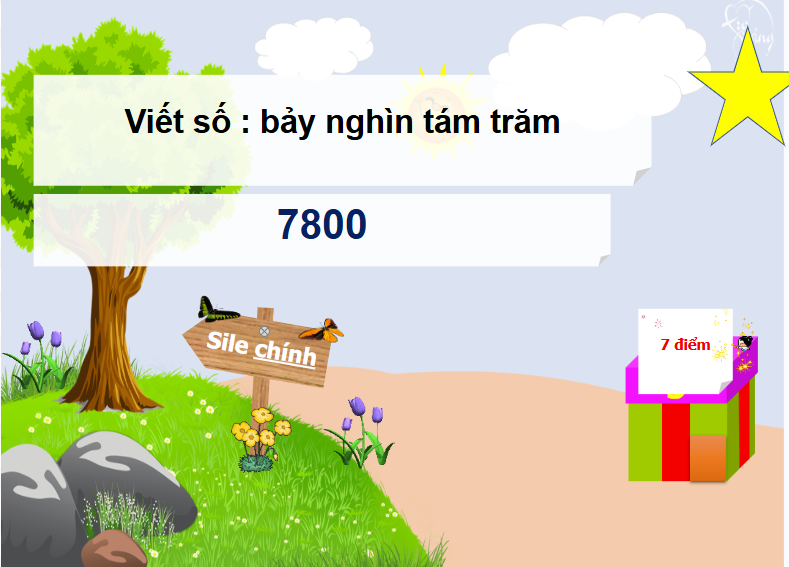 Viết số : bảy nghìn tám trăm
7800
Sile chính
7 điểm